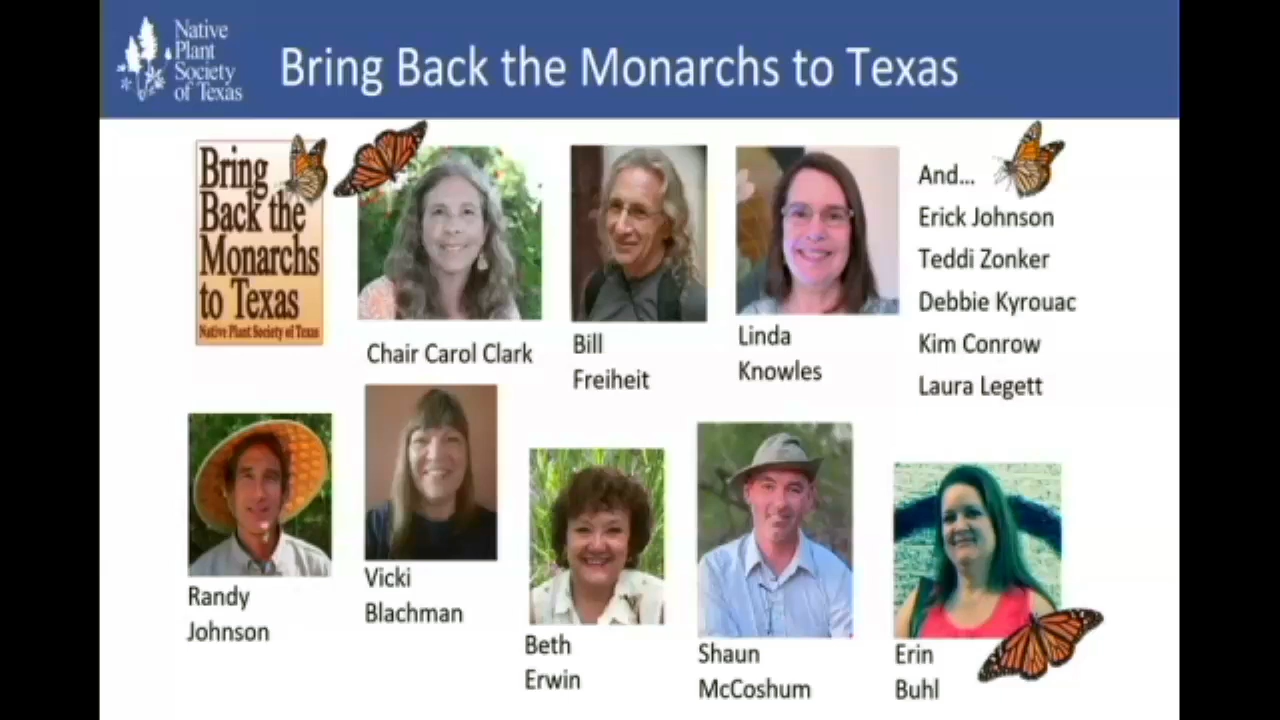 Native
Plant
Society
of Texas
Bring Back the Monarchs to Texas
Bring
Back the
Monarchs
to Texas
Native Plant Society of Texas
Chair Carol Clark
Bill
Freiheit
Linda
Knowles
And...
Erick Johnson
Teddi Zonker
Debbie Kyrouac
Kim Conrow
Laura Legett
Randy
Johnson
Vicki
Blachman
Beth
Erwin
Shaun
McCoshum
Erin
Buhl